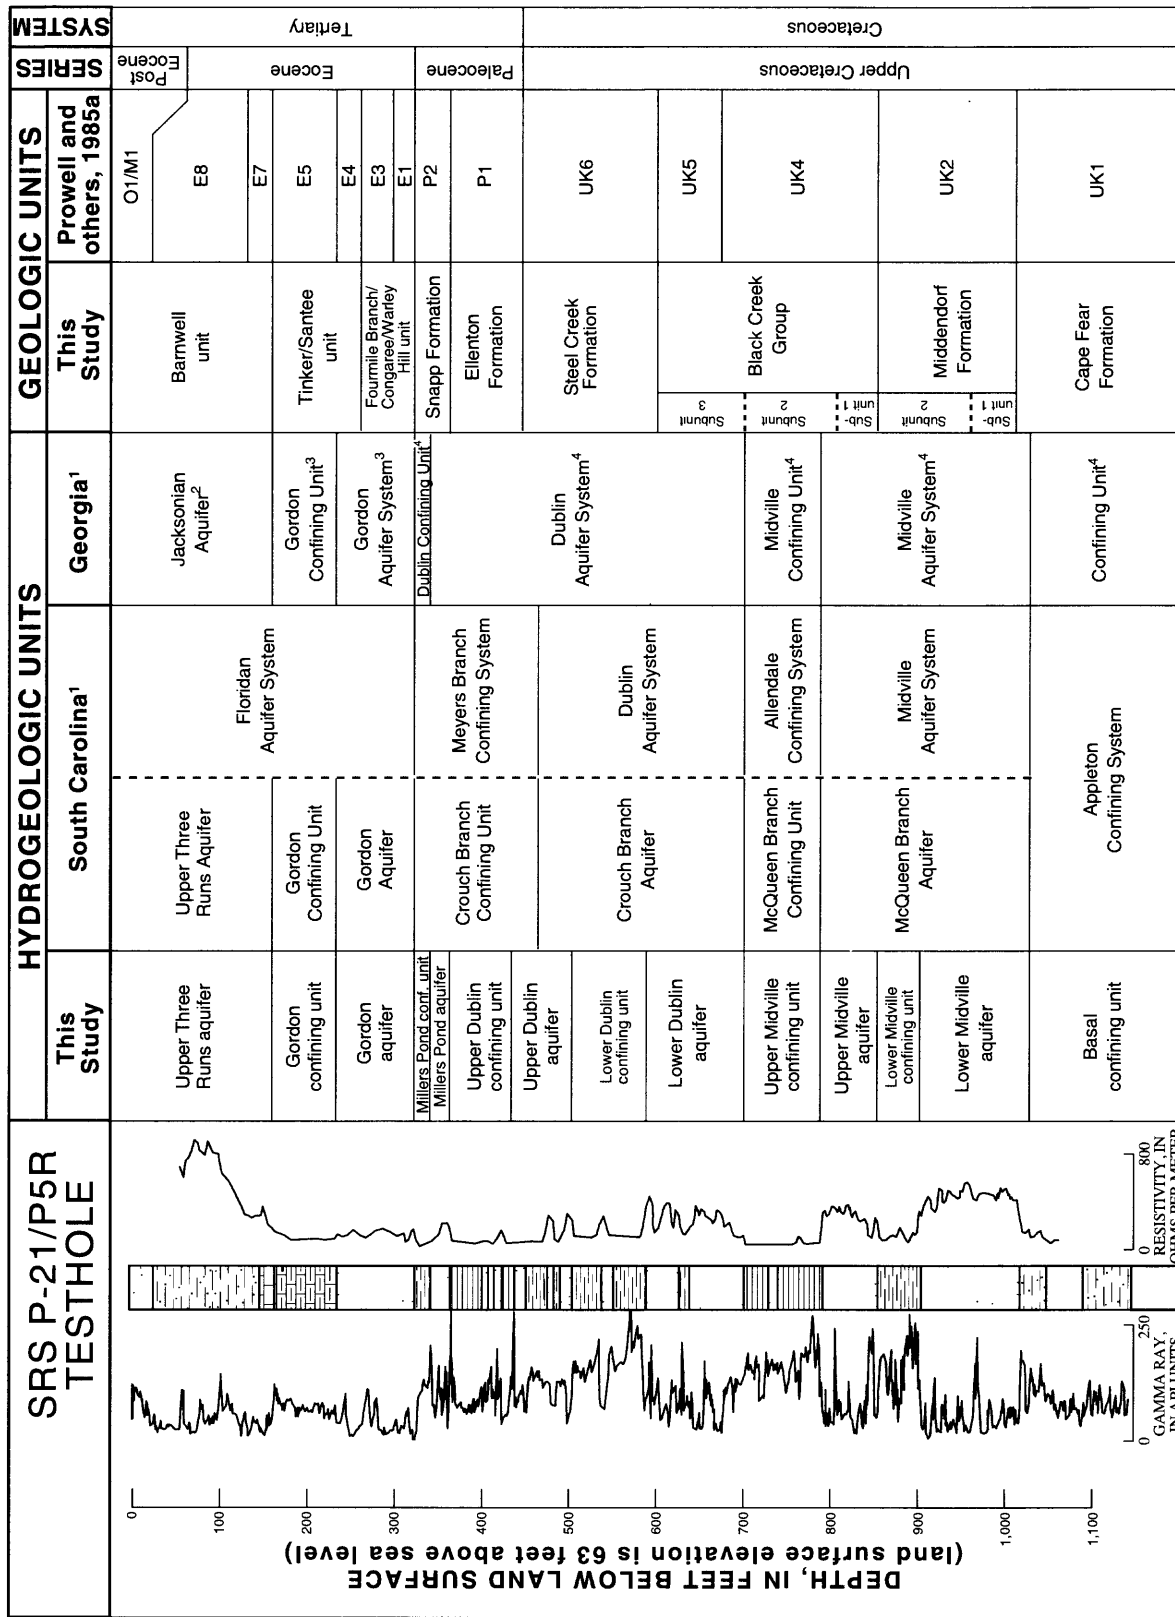 SRS P-21/P5R
TESTHOLE
HYDROGEOLOGIC UNITS
GEOLOGIC UNITS
SERIES
SYSTEM
This
Study
South Carolina¹
Georgia¹
This
Study
Prowell and
others, 1985a
DEPTH, IN FEET BELOW LAND SURFACE
(land surface elevation is 63 feet above sea level)
0
100
200
300
400
500
600
700
800
900
1,000
1,100
0
250
GAMMA RAY,
IN API UNITS
0
800
RESISTIVITY, IN
OHMS PER METER
Upper Three
Runs aquifer
Gordon
confining unit
Gordon
aquifer
Millers Pond conf. unit
Millers Pond aquifer
Upper Dublin
confining unit
Upper Dublin
aquifer
Lower Dublin
confining unit
Lower Dublin
aquifer
Upper Midville
confining unit
Upper Midville
aquifer
Lower Midville
confining unit
Lower Midville
aquifer
Basal
confining unit
Upper Three
Runs Aquifer
Gordon
Confining Unit
Gordon
Aquifer
Crouch Branch
Confining Unit
Crouch Branch
Aquifer
McQueen Branch
Confining Unit
McQueen Branch
Aquifer
Appleton
Confining System
Floridan
Aquifer System
Meyers Branch
Confining System
Dublin
Aquifer System
Allendale
Confining System
Midville
Aquifer System
Jacksonian
Aquifer²
Gordon
Confining Unit³
Gordon
Aquifer System³
Dublin Confining Unit⁴
Dublin
Aquifer System⁴
Midville
Confining Unit⁴
Midville
Aquifer System⁴
Confining Unit⁴
Barnwell
unit
Tinker/Santee
unit
Fourmile Branch/
Congaree/Warley
Hill unit
Snapp Formation
Ellenton
Formation
Steel Creek
Formation
Subunit
3
Subunit
2
Sub-
unit 1
Black Creek
Group
Subunit
2
Sub-
unit 1
Middendorf
Formation
Cape Fear
Formation
O1/M1
E8
E7
E5
E4
E3
E1
P2
P1
UK6
UK5
UK4
UK2
UK1
Post
Eocene
Eocene
Paleocene
Upper Cretaceous
Tertiary
Cretaceous